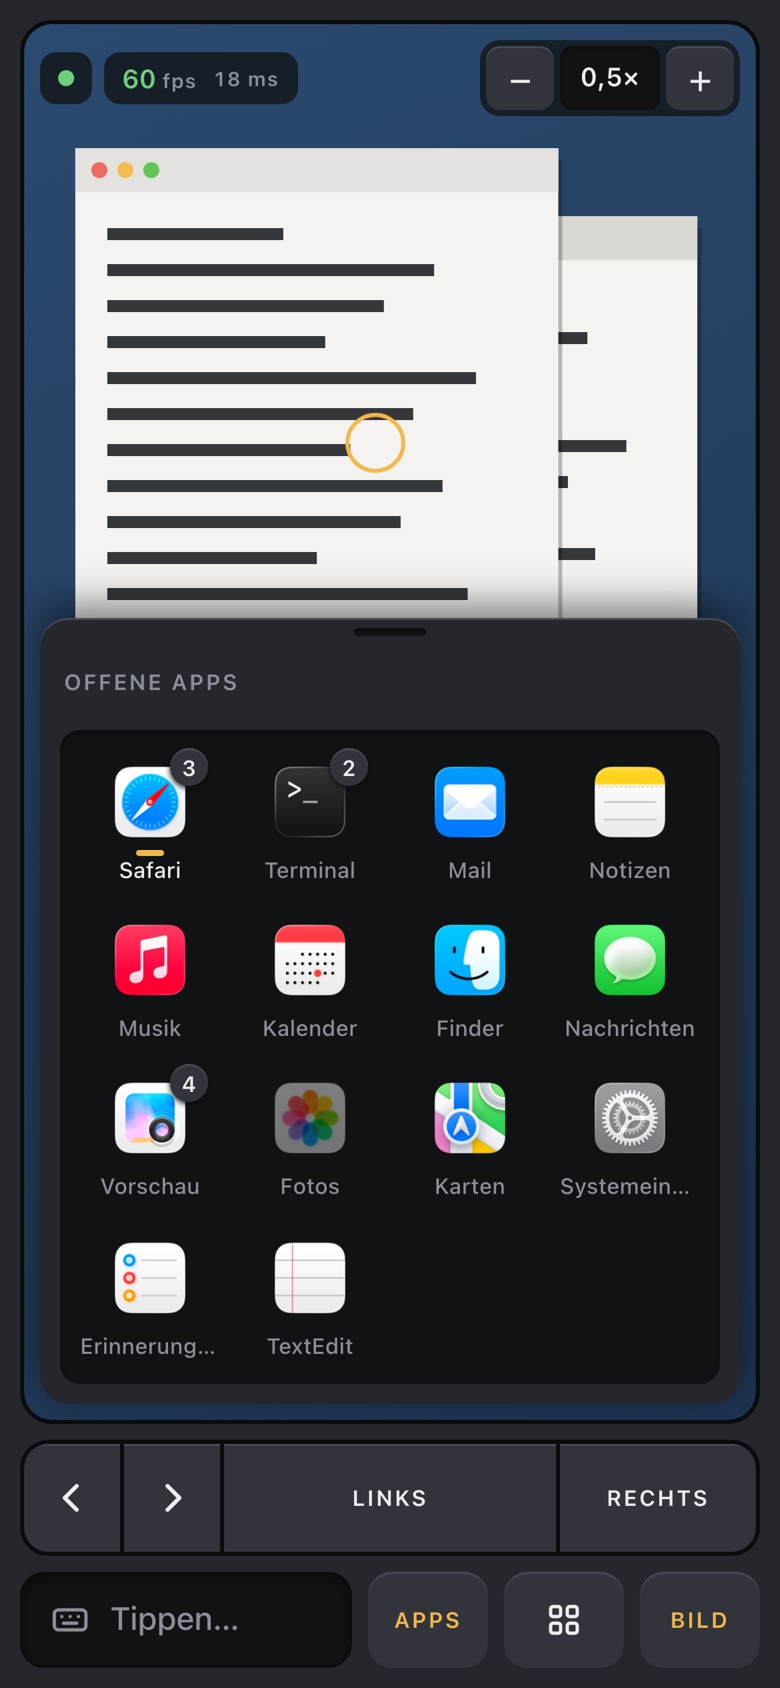 60 fps 18 ms
− 0,5× +
OFFENE APPS
3 2
>_
Safari Terminal Mail Notizen
Musik Kalender Finder Nachrichten
4
Vorschau Fotos Karten Systemein...
Erinnerung... TextEdit
LINKS RECHTS
Tippen... APPS BILD